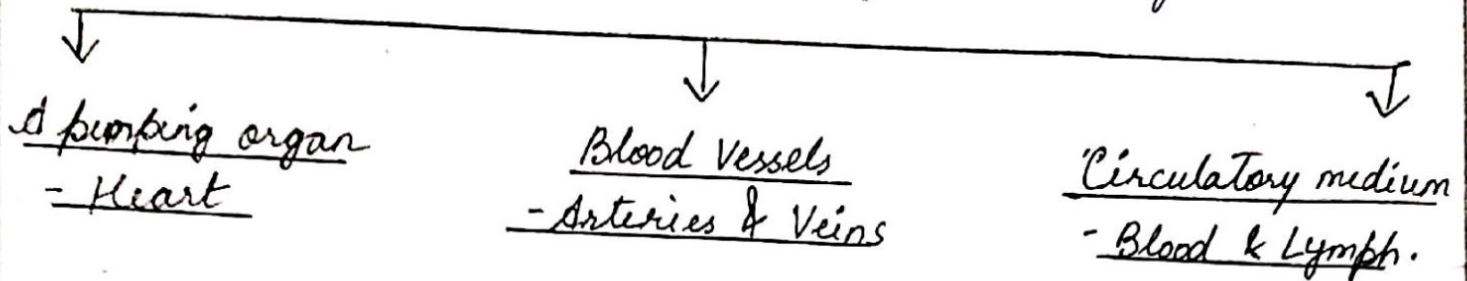 A pumping organ
- Heart
Blood Vessels
- Arteries & Veins
Circulatory medium
- Blood & Lymph.